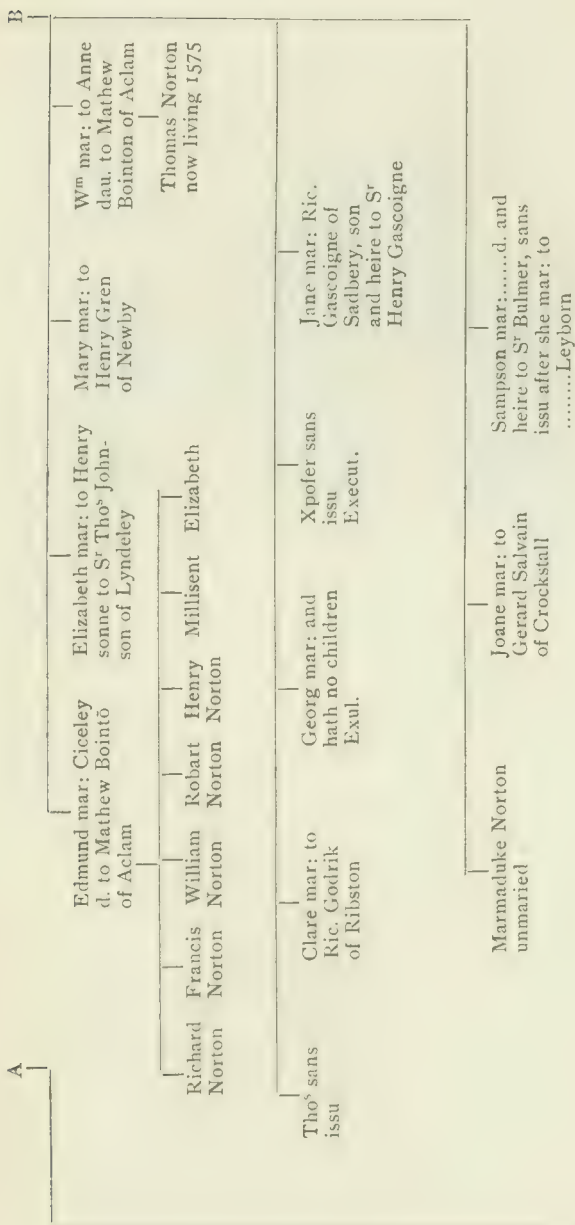 A
B
Edmund mar: Ciceley
d. to Mathew Bointō
of Aclam
Elizabeth mar: to Henry
sonne to Sʳ Thoˢ John-
son of Lyndeley
Mary mar: to
Henry Gren
of Newby
Wᵐ mar: to Anne
dau. to Mathew
Bointon of Aclam
Thomas Norton
now living 1575
Richard
Norton
Francis
Norton
William
Norton
Robart
Norton
Henry
Norton
Millisent
Elizabeth
Thoˢ sans
issu
Clare mar: to
Ric. Godrik
of Ribston
Georg mar: and
hath no children
Exul.
Xpofer sans
issu
Execut.
Jane mar: Ric.
Gascoigne of
Sadbery, son
and heire to Sʳ
Henry Gascoigne
Marmaduke Norton
unmaried
Joane mar: to
Gerard Salvain
of Crockstall
Sampson mar:......d. and
heire to Sʳ Bulmer, sans
issu after she mar: to
........Leyborn